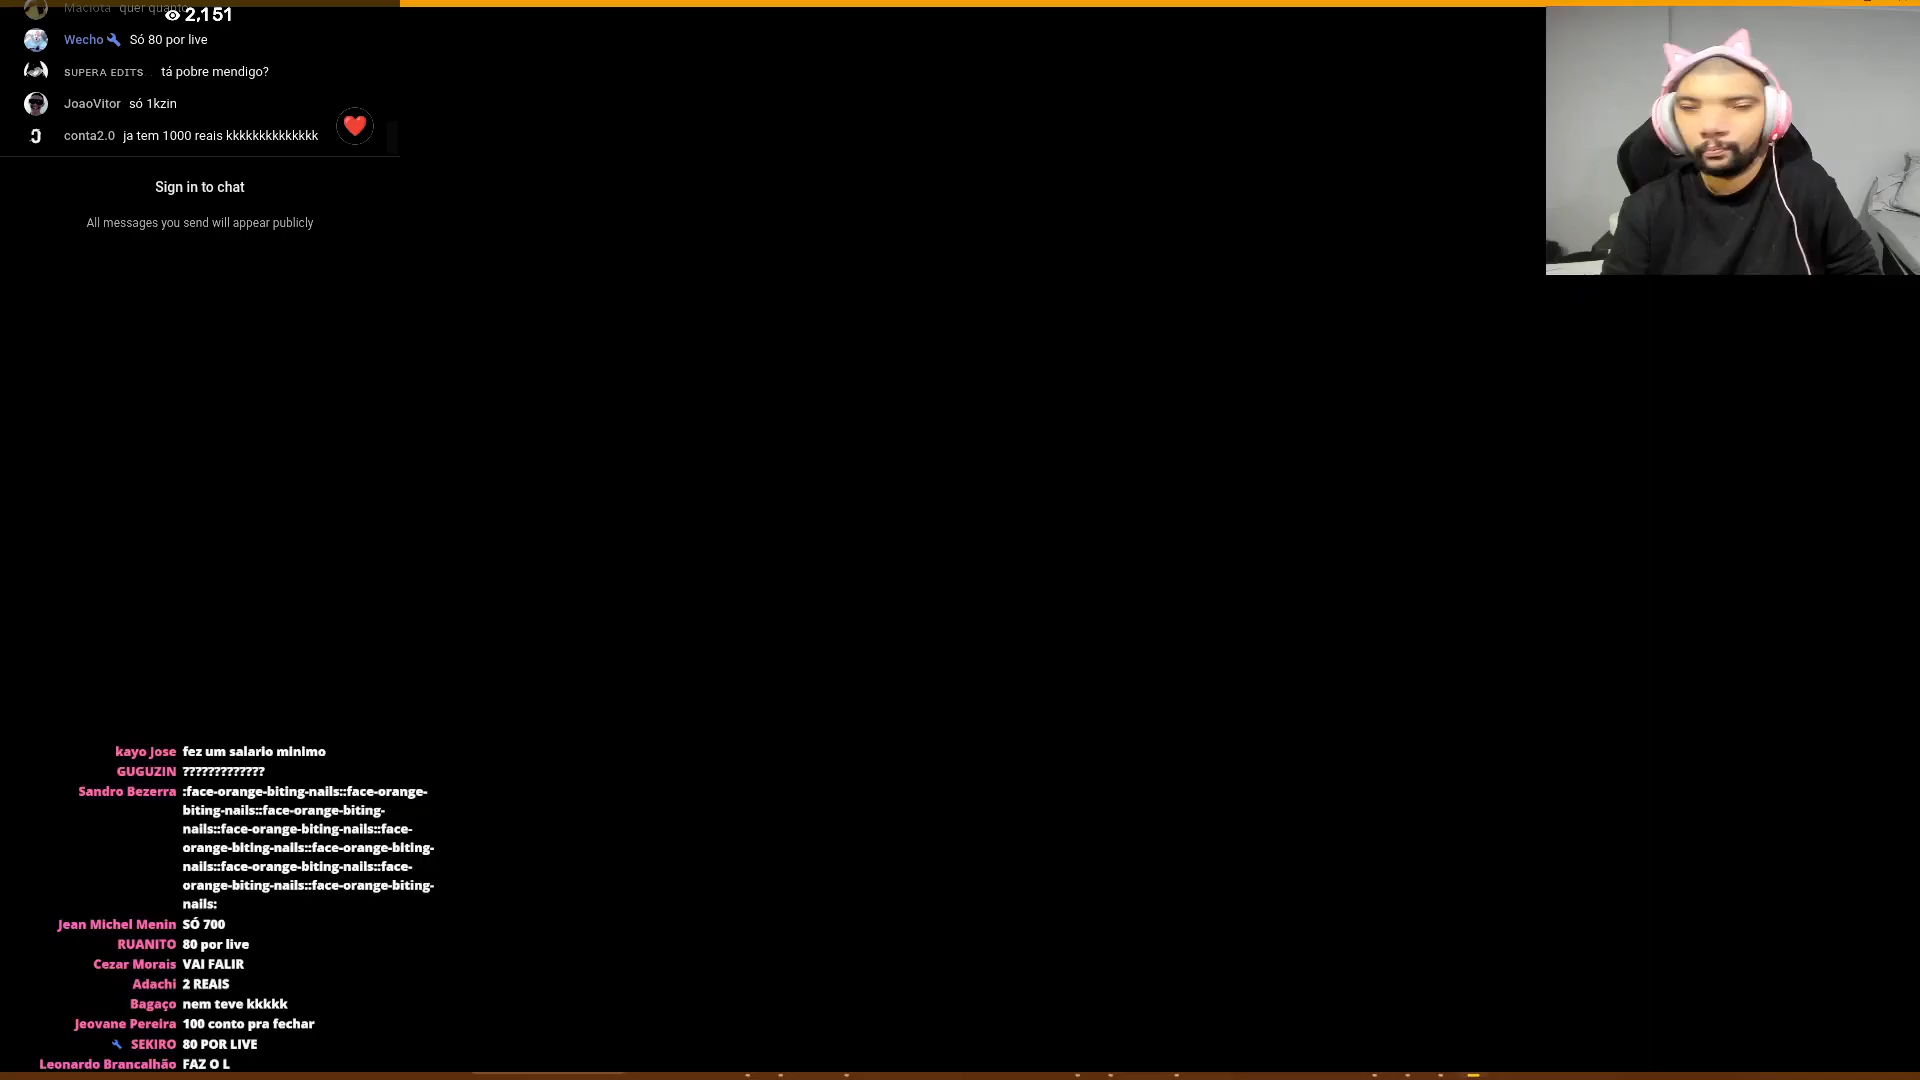 Maciota quer quanto
2,151
Wecho Só 80 por live
SUPERA EDITS tá pobre mendigo?
JoaoVitor só 1kzin
conta2.0 ja tem 1000 reais kkkkkkkkkkkkkk
Sign in to chat
All messages you send will appear publicly
kayo Jose fez um salario minimo
GUGUZIN ?????????????
Sandro Bezerra :face-orange-biting-nails::face-orange-
biting-nails::face-orange-biting-
nails::face-orange-biting-nails::face-
orange-biting-nails::face-orange-biting-
nails::face-orange-biting-nails::face-
orange-biting-nails::face-orange-biting-
nails:
Jean Michel Menin SÓ 700
RUANITO 80 por live
Cezar Morais VAI FALIR
Adachi 2 REAIS
Bagaço nem teve kkkkk
Jeovane Pereira 100 conto pra fechar
SEKIRO 80 POR LIVE
Leonardo Brancalhão FAZ O L